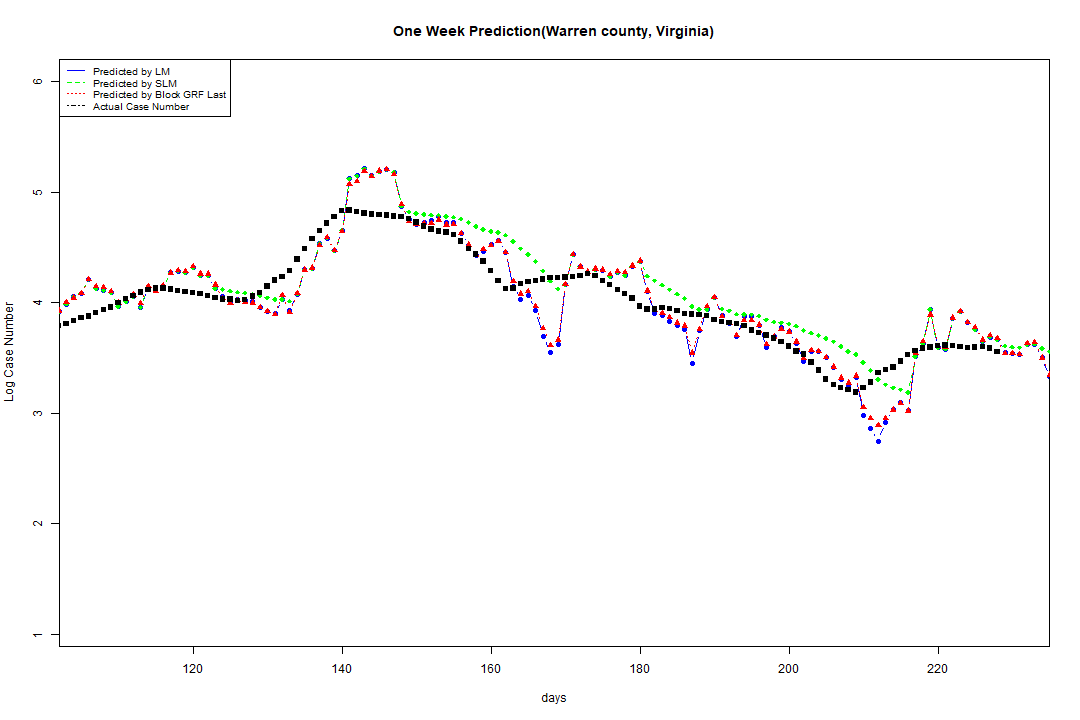 One Week Prediction(Warren county, Virginia)
Predicted by LM
Predicted by SLM
Predicted by Block GRF Last
Actual Case Number
6
5
4
3
2
1
Log Case Number
120 140 160 180 200 220
days